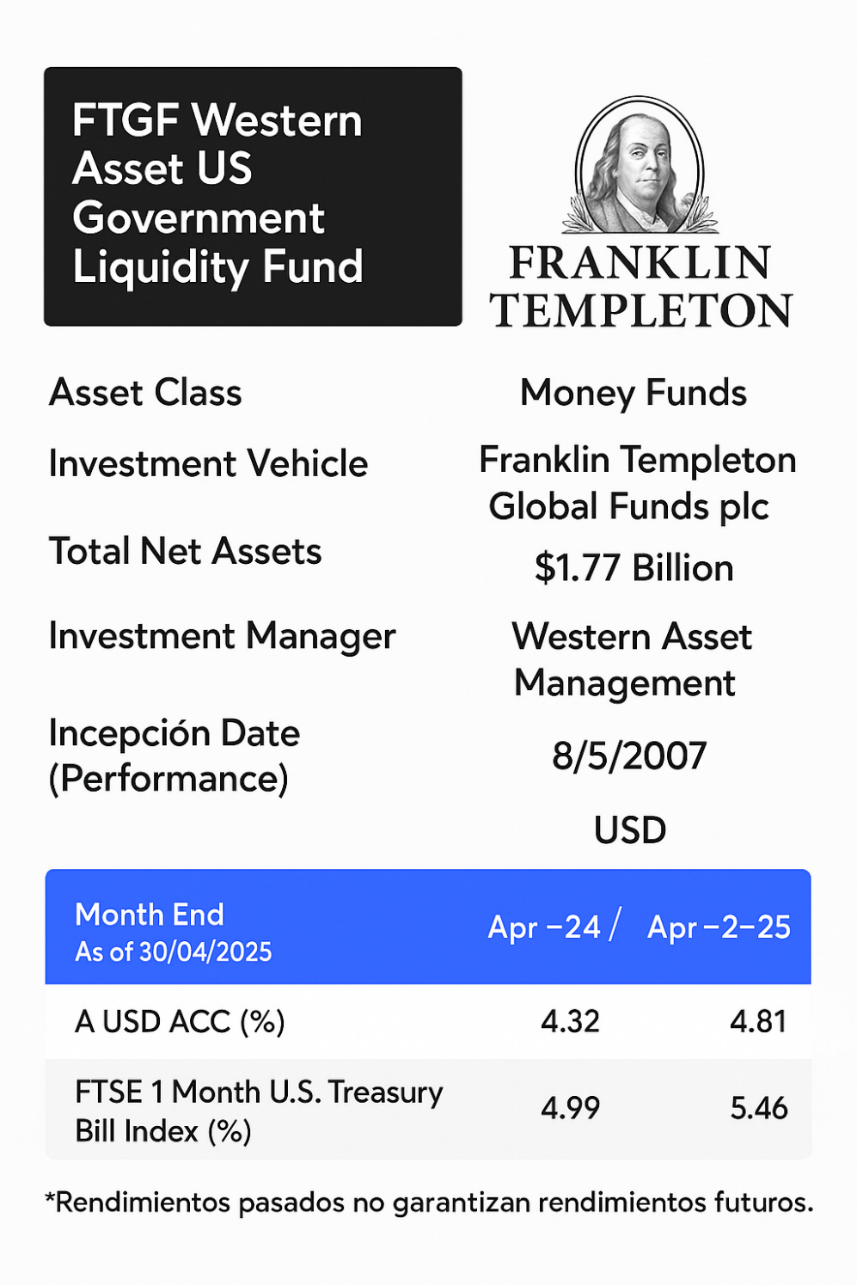 FTGF Western
Asset US
Government
Liquidity Fund
FRANKLIN
TEMPLETON
Asset Class
Money Funds
Investment Vehicle
Franklin Templeton
Global Funds plc
Total Net Assets
$1.77 Billion
Investment Manager
Western Asset
Management
Incepción Date
(Performance)
8/5/2007
USD
Month End
As of 30/04/2025
Apr –24 / Apr –2–25
A USD ACC (%) 4.32 4.81
FTSE 1 Month U.S. Treasury
Bill Index (%)
4.99 5.46
*Rendimientos pasados no garantizan rendimientos futuros.